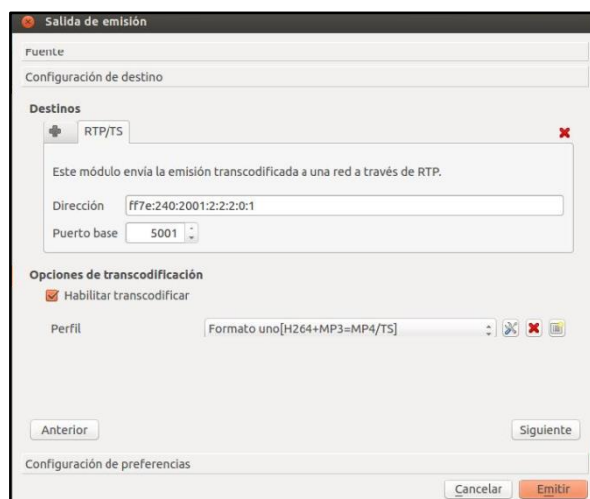 Salida de emisión
Fuente
Configuración de destino
Destinos
RTP/TS
Este módulo envía la emisión transcodificada a una red a través de RTP.
Dirección ff7e:240:2001:2:2:2:0:1
Puerto base 5001
Opciones de transcodificación
Habilitar transcodificar
Perfil Formato uno[H264+MP3=MP4/TS]
Anterior Siguiente
Configuración de preferencias
Cancelar Emitir